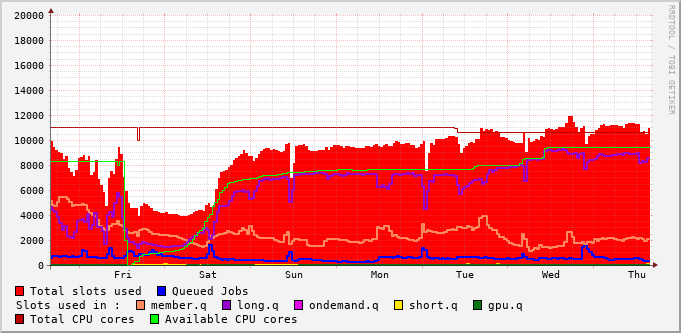 20000
18000
16000
14000
12000
10000
8000
6000
4000
2000
0
Fri Sat Sun Mon Tue Wed Thu
Total slots used Queued Jobs
Slots used in : member.q long.q ondemand.q short.q gpu.q
Total CPU cores Available CPU cores
RRDTOOL / TOBI OETIKER